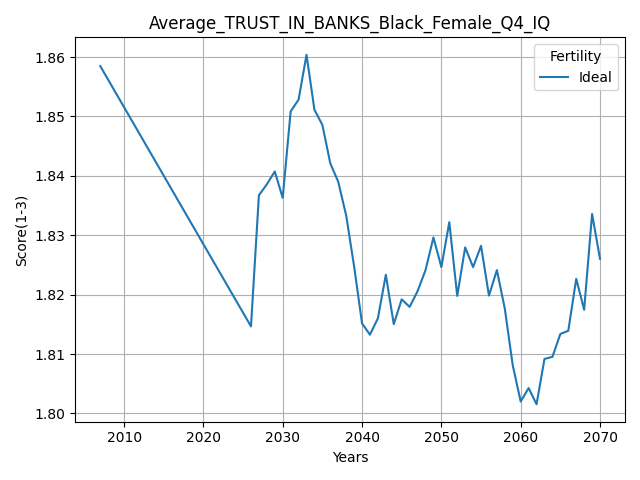 Average_TRUST_IN_BANKS_Black_Female_Q4_IQ
Fertility
Ideal
Score(1-3)
1.86
1.85
1.84
1.83
1.82
1.81
1.80
2010 2020 2030 2040 2050 2060 2070
Years